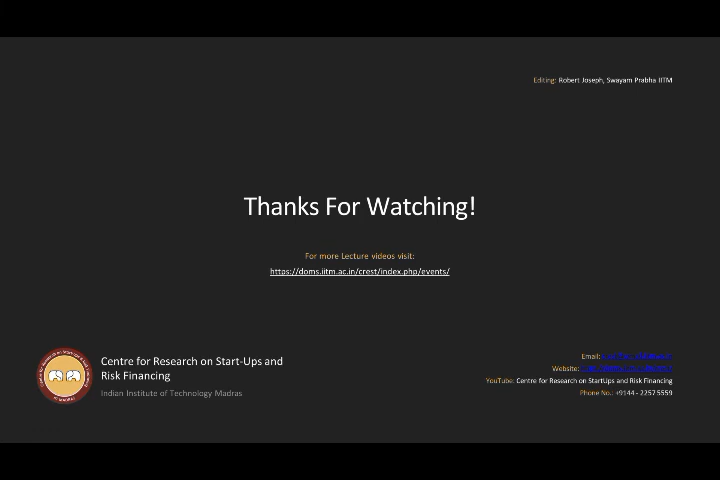 Editing: Robert Joseph, Swayam Prabha IITM
Thanks For Watching!
For more Lecture videos visit:
https://doms.iitm.ac.in/crest/index.php/events/
Centre for Research on Start-Ups and
Risk Financing
Indian Institute of Technology Madras
Email:
Website:
YouTube: Centre for Research on StartUps and Risk Financing
Phone No.: +9144 - 2257 5559